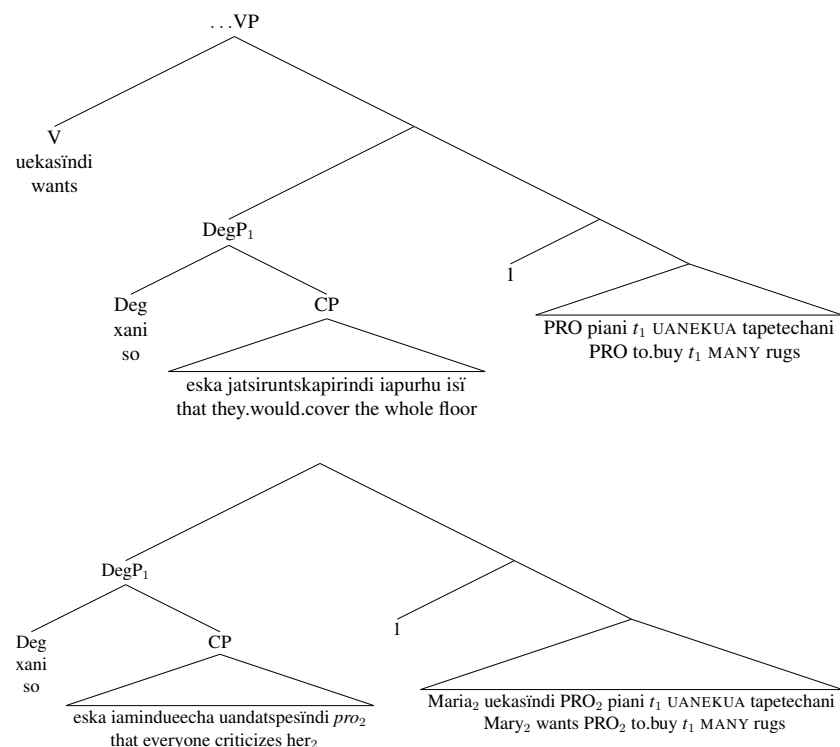 …VP
V
uekasïndi
wants
DegP₁
1
Deg
xani
so
CP
PRO piani t₁ UANEKUA tapetechani
PRO to.buy t₁ MANY rugs
eska jatsiruntskapirindi iapurhu isï
that they.would.cover the whole floor
DegP₁
1
Deg
xani
so
CP
Maria₂ uekasïndi PRO₂ piani t₁ UANEKUA tapetechani
Mary₂ wants PRO₂ to.buy t₁ MANY rugs
eska iamindueecha uandatspesïndi pro₂
that everyone criticizes her₂